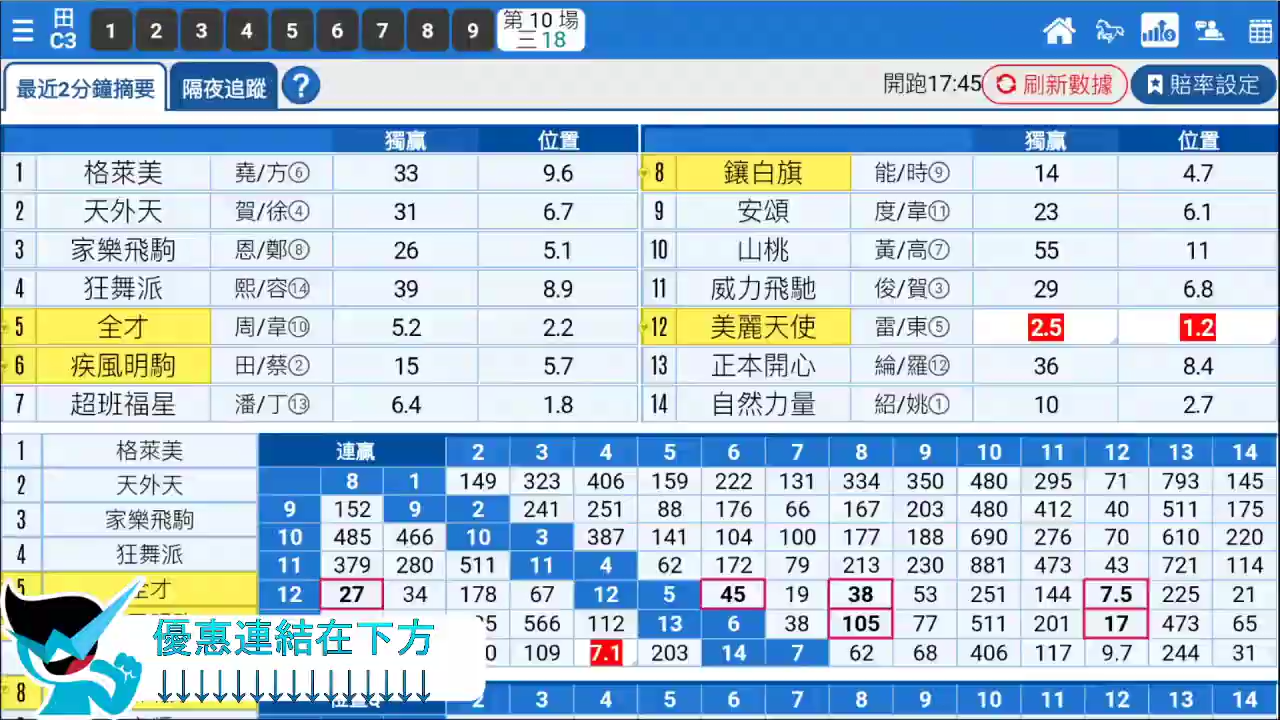 田 C3 1 2 3 4 5 6 7 8 9 第 10 場 三 18
最近2分鐘摘要 隔夜追蹤 ? 開跑17:45 刷新數據 賠率設定
獨贏 位置 獨贏 位置
1 格萊美 堯/方⑥ 33 9.6 8 鑲白旗 能/時⑨ 14 4.7
2 天外天 賀/徐④ 31 6.7 9 安頌 度/韋⑪ 23 6.1
3 家樂飛駒 恩/鄭⑧ 26 5.1 10 山桃 黃/高⑦ 55 11
4 狂舞派 熙/容⑭ 39 8.9 11 威力飛馳 俊/賀③ 29 6.8
5 全才 周/韋⑩ 5.2 2.2 12 美麗天使 雷/東⑤ 2.5 1.2
6 疾風明駒 田/蔡② 15 5.7 13 正本開心 綸/羅⑫ 36 8.4
7 超班福星 潘/丁⑬ 6.4 1.8 14 自然力量 紹/姚① 10 2.7
1 格萊美 連贏 2 3 4 5 6 7 8 9 10 11 12 13 14
2 天外天 8 1 149 323 406 159 222 131 334 350 480 295 71 793 145
3 家樂飛駒 9 152 9 2 241 251 88 176 66 167 203 480 412 40 511 175
10 485 466 10 3 387 141 104 100 177 188 690 276 70 610 220
4 狂舞派 11 379 280 511 11 4 62 172 79 213 230 881 473 43 721 114
5 全才 12 27 34 178 67 12 5 45 19 38 53 251 144 7.5 225 21
566 112 13 6 38 105 77 511 201 17 473 65
109 7.1 203 14 7 62 68 406 117 9.7 244 31
優惠連結在下方
↓↓↓↓↓↓↓↓↓↓↓↓↓↓↓
8 2 3 4 5 6 7 8 9 10 11 12 13 14